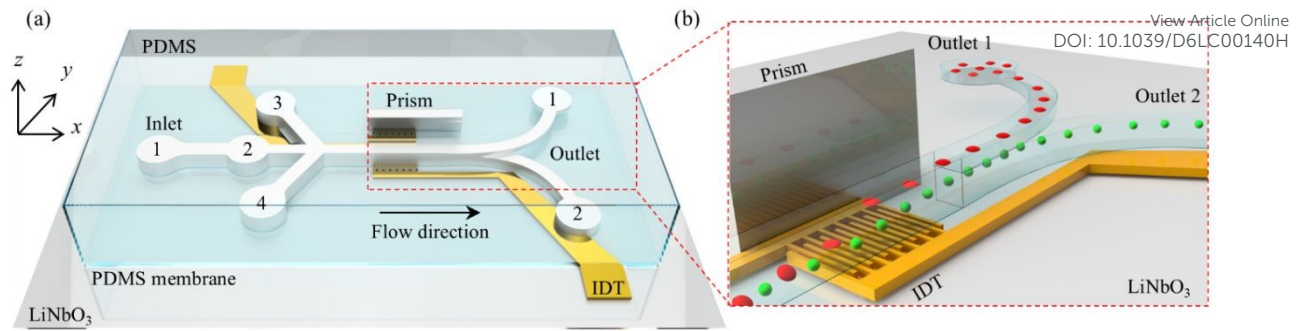 (a)
PDMS
z
y
x
Inlet
1
2
3
4
Prism
1
Outlet
2
Flow direction
PDMS membrane
IDT
LiNbO3
(b)
View Article Online
DOI: 10.1039/D6LC00140H
Outlet 1
Prism
Outlet 2
IDT
LiNbO3